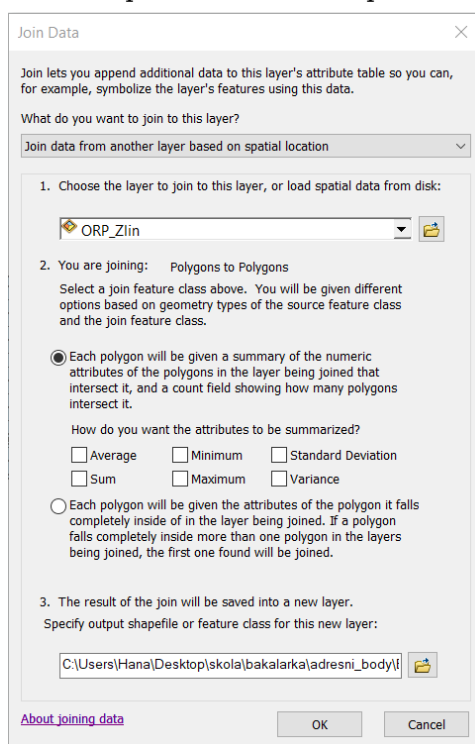 Join Data
Join lets you append additional data to this layer's attribute table so you can,
for example, symbolize the layer's features using this data.
What do you want to join to this layer?
Join data from another layer based on spatial location
1. Choose the layer to join to this layer, or load spatial data from disk:
ORP_Zlin
2. You are joining: Polygons to Polygons
Select a join feature class above. You will be given different
options based on geometry types of the source feature class
and the join feature class.
Each polygon will be given a summary of the numeric
attributes of the polygons in the layer being joined that
intersect it, and a count field showing how many polygons
intersect it.
How do you want the attributes to be summarized?
Average Minimum Standard Deviation
Sum Maximum Variance
Each polygon will be given the attributes of the polygon it falls
completely inside of in the layer being joined. If a polygon
falls completely inside more than one polygon in the layers
being joined, the first one found will be joined.
3. The result of the join will be saved into a new layer.
Specify output shapefile or feature class for this new layer:
C:\Users\Hana\Desktop\skola\bakalarka\adresni_body\
About joining data OK Cancel